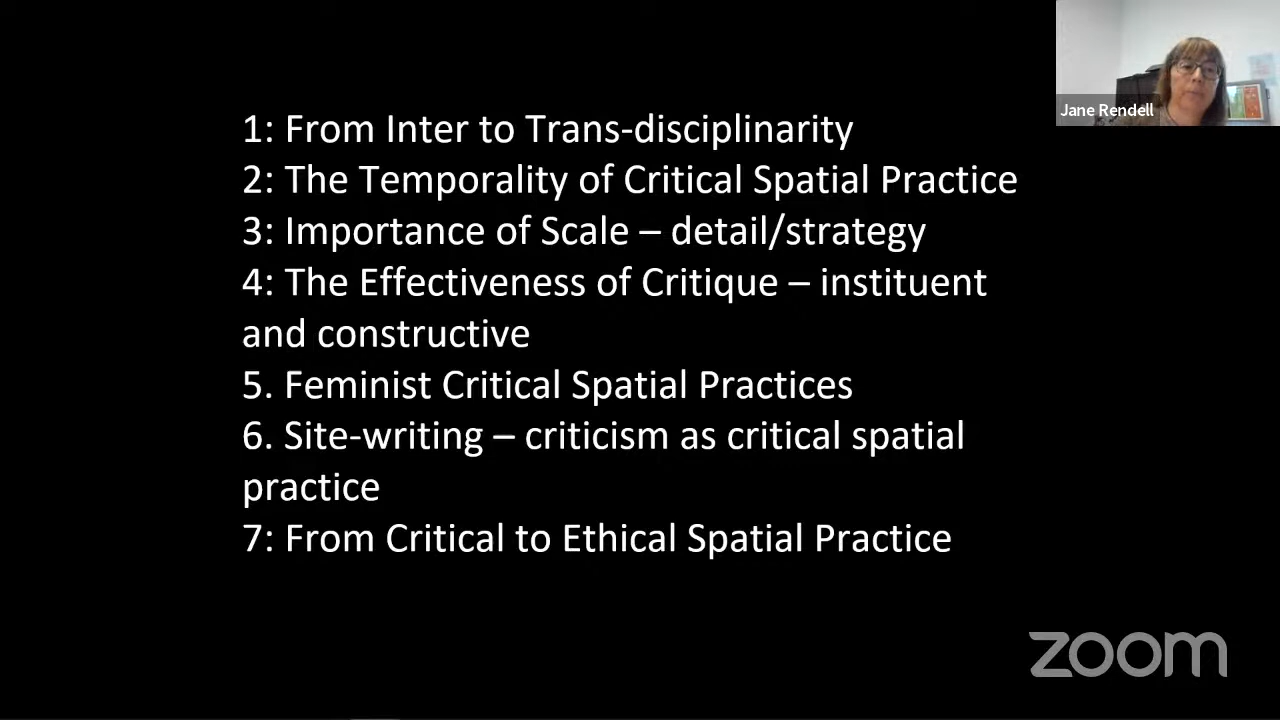 Jane Rendell
1: From Inter to Trans-disciplinarity
2: The Temporality of Critical Spatial Practice
3: Importance of Scale – detail/strategy
4: The Effectiveness of Critique – instituent
and constructive
5. Feminist Critical Spatial Practices
6. Site-writing – criticism as critical spatial
practice
7: From Critical to Ethical Spatial Practice
zoom